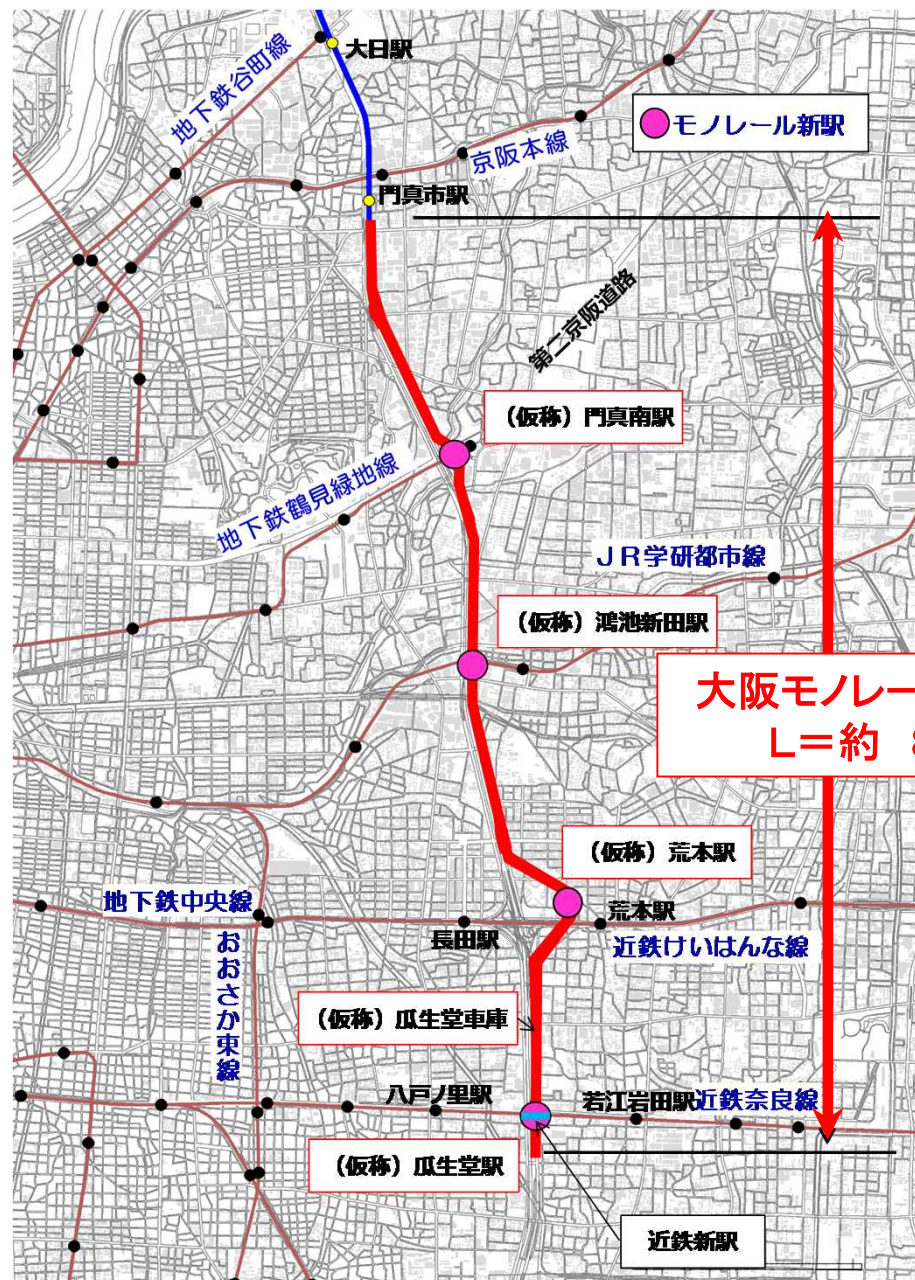 大日駅
地下鉄谷町線
モノレール新駅
京阪本線
門真市駅
第二京阪道路
（仮称）門真南駅
地下鉄鶴見緑地線
ＪＲ学研都市線
（仮称）鴻池新田駅
大阪モノレー
L＝約
（仮称）荒本駅
地下鉄中央線
荒本駅
長田駅
近鉄けいはんな線
おおさか東線
（仮称）瓜生堂車庫
八戸ノ里駅
若江岩田駅
近鉄奈良線
（仮称）瓜生堂駅
近鉄新駅